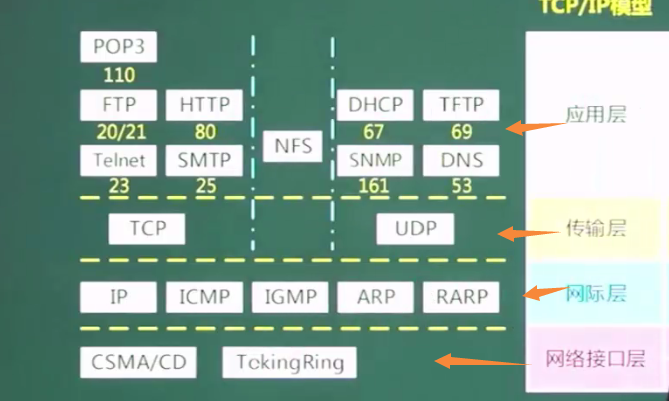 TCP/IP模型
POP3
110
FTP HTTP DHCP TFTP 应用层
20/21 80 67 69
NFS
Telnet SMTP SNMP DNS
23 25 161 53
TCP UDP 传输层
IP ICMP IGMP ARP RARP 网际层
CSMA/CD TokingRing 网络接口层